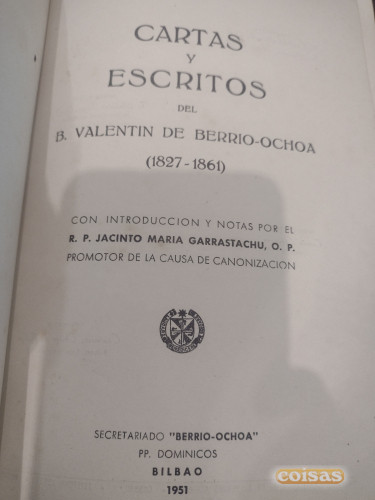 CARTAS
Y
ESCRITOS
DEL
B. VALENTIN DE BERRIO-OCHOA
(1827-1861)
CON INTRODUCCION Y NOTAS POR EL
R. P. JACINTO MARIA GARRASTACHU, O. P.
PROMOTOR DE LA CAUSA DE CANONIZACION
SECRETARIADO "BERRIO-OCHOA"
PP. DOMINICOS
BILBAO
1951
coisas